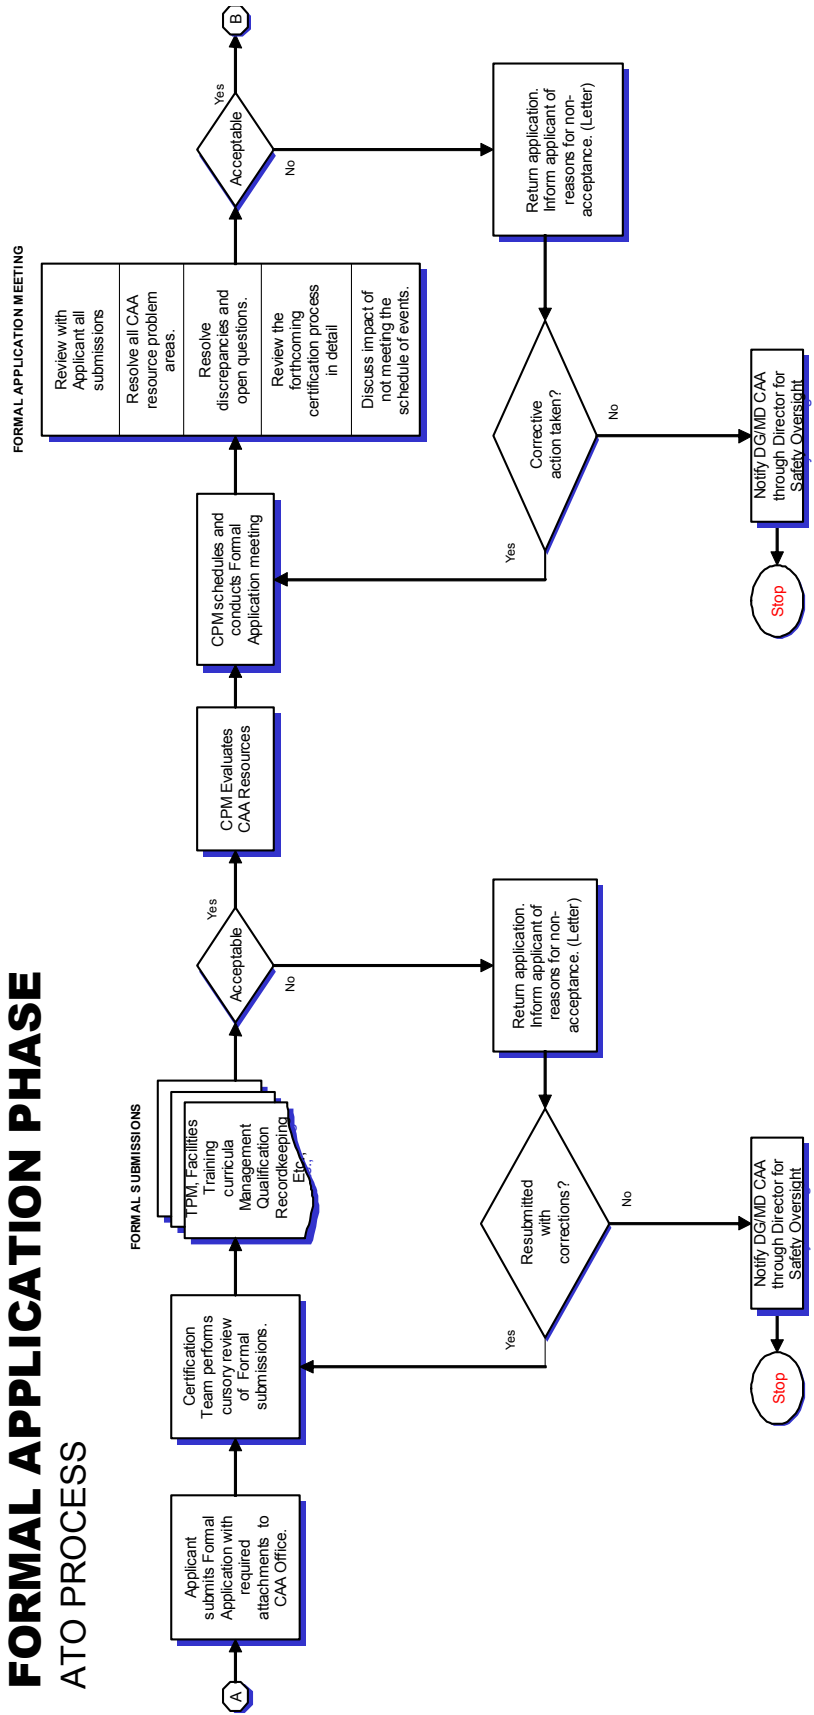 FORMAL APPLICATION PHASE
ATO PROCESS
A
Applicant
submits Formal
Application with
required
attachments to
CAA Office.
Certification
Team performs
cursory review
of Formal
submissions.
FORMAL SUBMISSIONS
TPM, Facilities
Training
curricula
Management
Qualification
Recordkeeping
Etc.,
Acceptable
Yes
No
Return application.
Inform applicant of
reasons for non-
acceptance. (Letter)
Resubmitted
with
corrections?
Yes
No
Notify DG/MD CAA
through Director for
Safety Oversight
Stop
CPM Evaluates
CAA Resources
CPM schedules and
conducts Formal
Application meeting
FORMAL APPLICATION MEETING
Review with
Applicant all
submissions
Resolve all CAA
resource problem
areas.
Resolve
discrepancies and
open questions.
Review the
forthcoming
certification process
in detail
Discuss impact of
not meeting the
schedule of events.
Acceptable
Yes
No
B
Return application.
Inform applicant of
reasons for non-
acceptance. (Letter)
Corrective
action taken?
Yes
No
Notify DG/MD CAA
through Director for
Safety Oversight
Stop